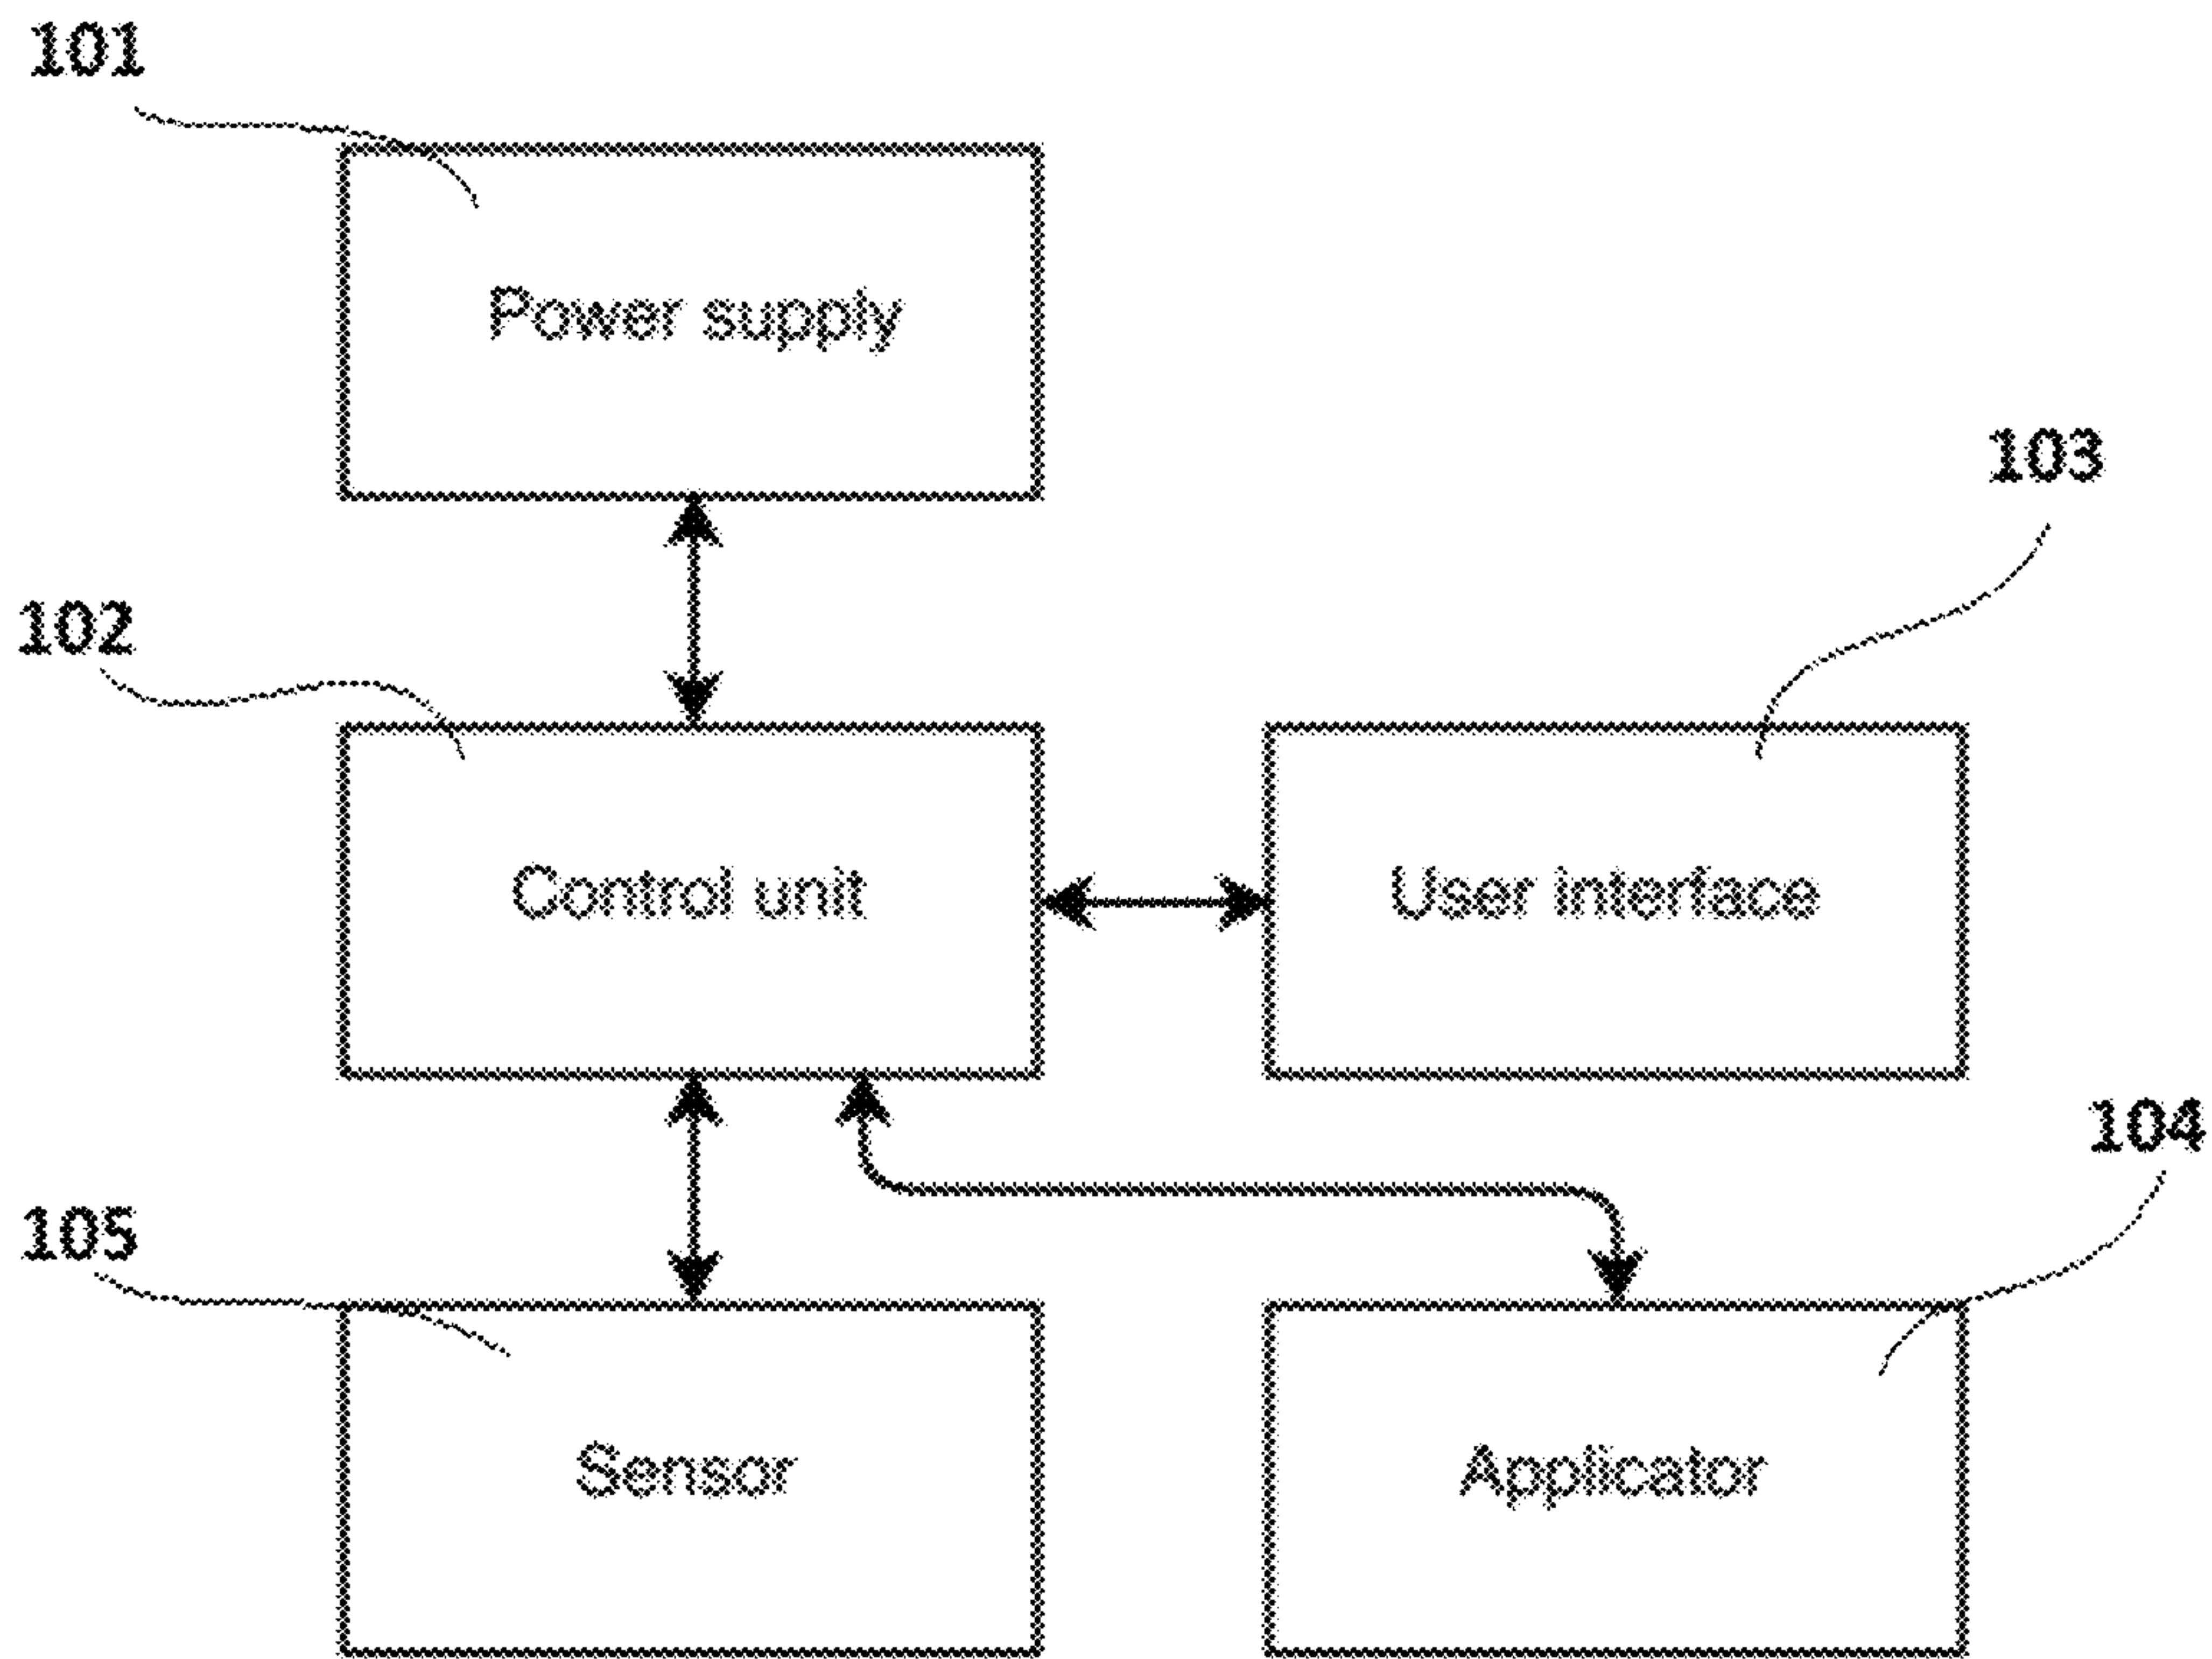 101
Power supply
103
102
Control unit
User interface
104
105
Sensor
Applicator